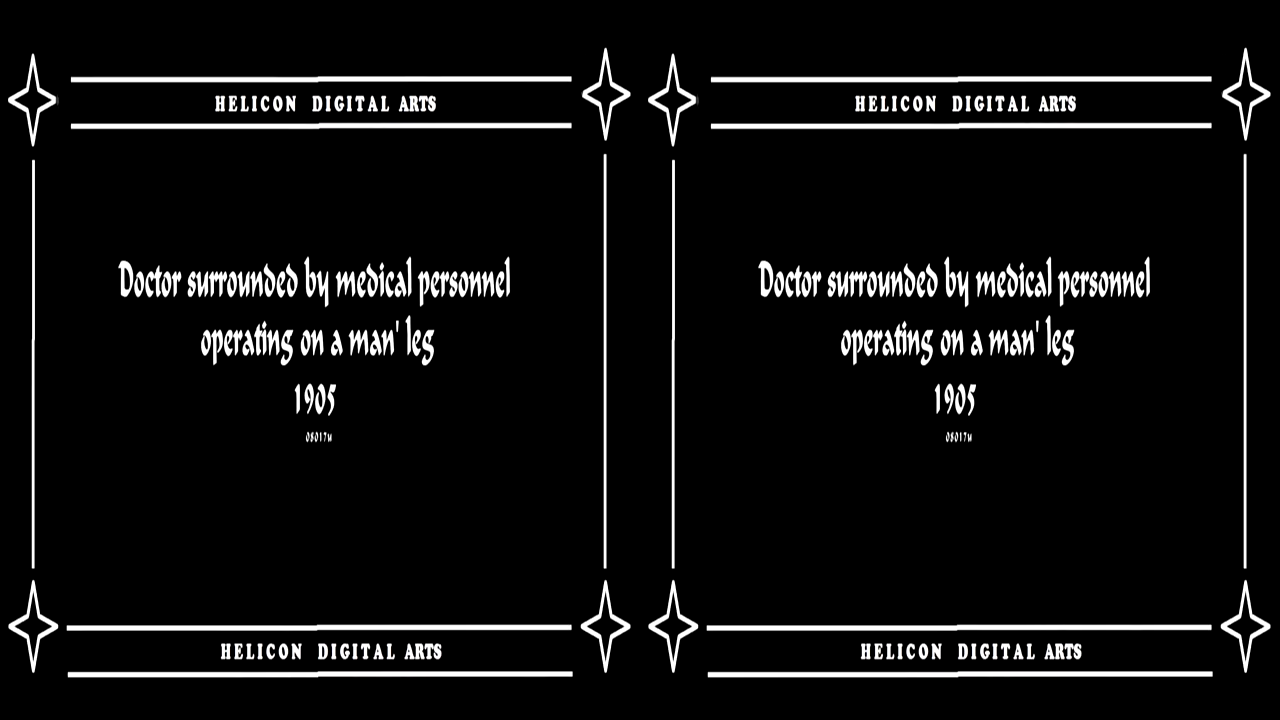 HELICON DIGITAL ARTS
Doctor surrounded by medical personnel
operating on a man' leg
1905
HELICON DIGITAL ARTS
HELICON DIGITAL ARTS
Doctor surrounded by medical personnel
operating on a man' leg
1905
HELICON DIGITAL ARTS